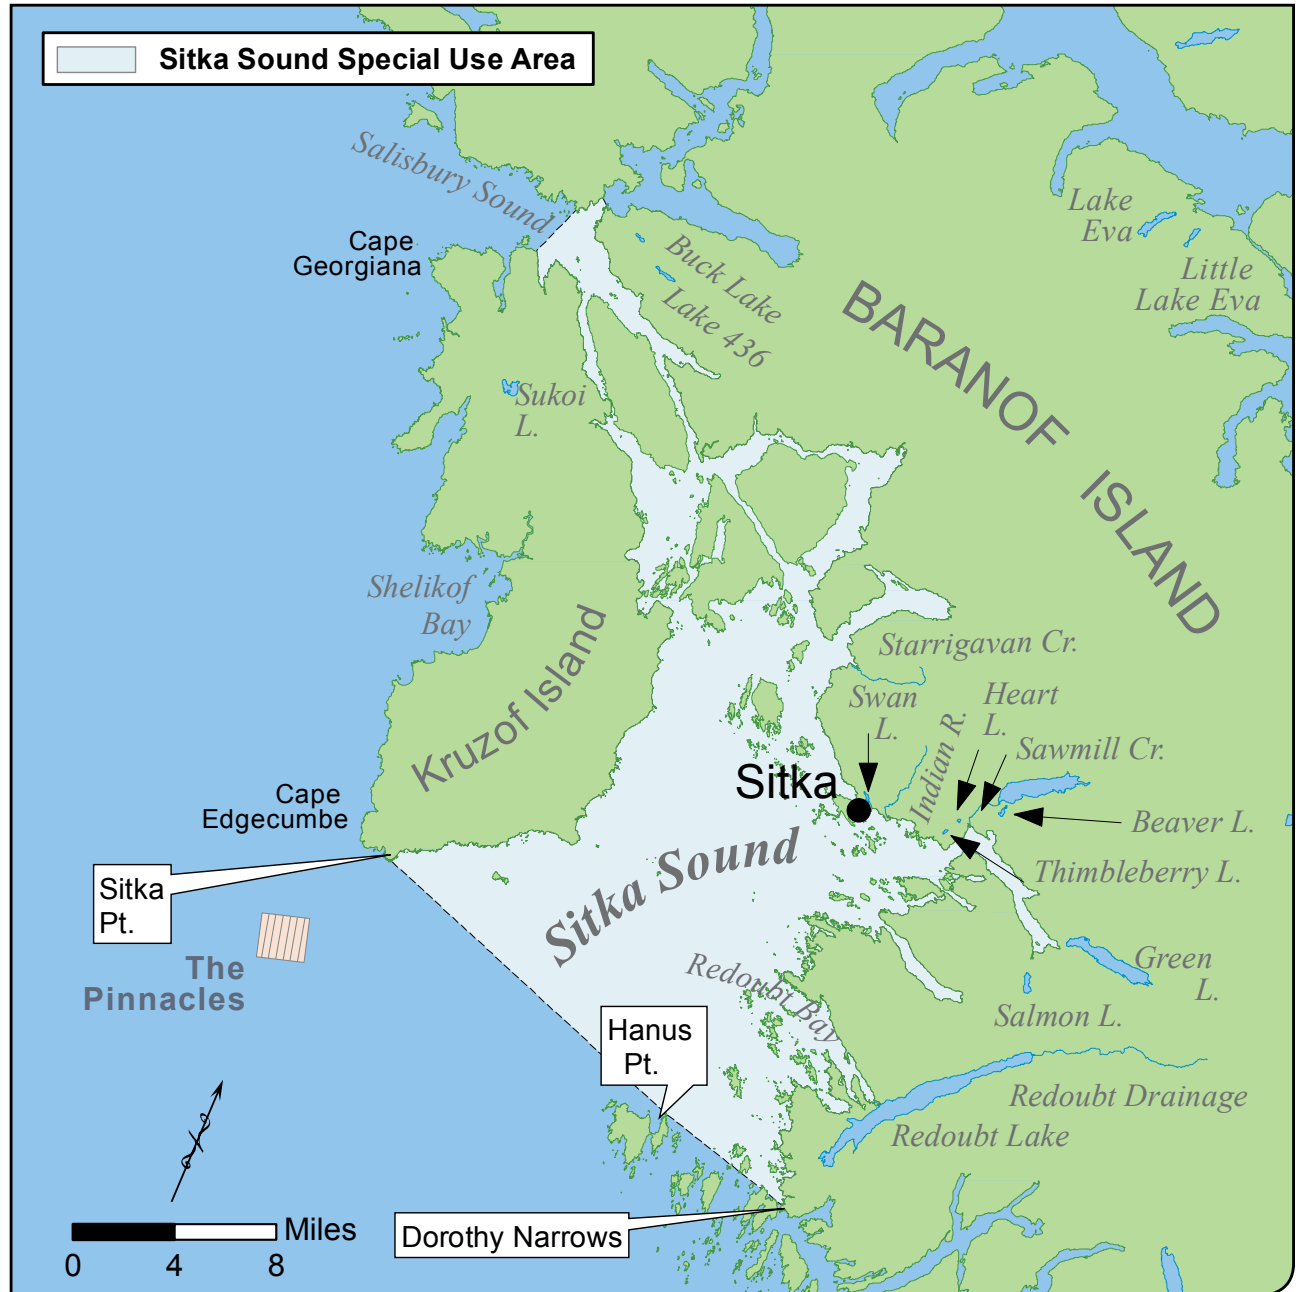 Sitka Sound Special Use Area
Salisbury Sound
Cape
Georgiana
Buck Lake
Lake 436
Lake
Eva
Little
Lake Eva
BARANOF ISLAND
Sukoi
L.
Shelikof
Bay
Kruzof Island
Starrigavan Cr.
Swan
L.
Indian R.
Heart
L.
Sawmill Cr.
Sitka
Beaver L.
Thimbleberry L.
Cape
Edgecumbe
Sitka
Pt.
Sitka Sound
The
Pinnacles
Redoubt Bay
Green
L.
Salmon L.
Hanus
Pt.
Redoubt Drainage
Redoubt Lake
Dorothy Narrows
Miles
0 4 8